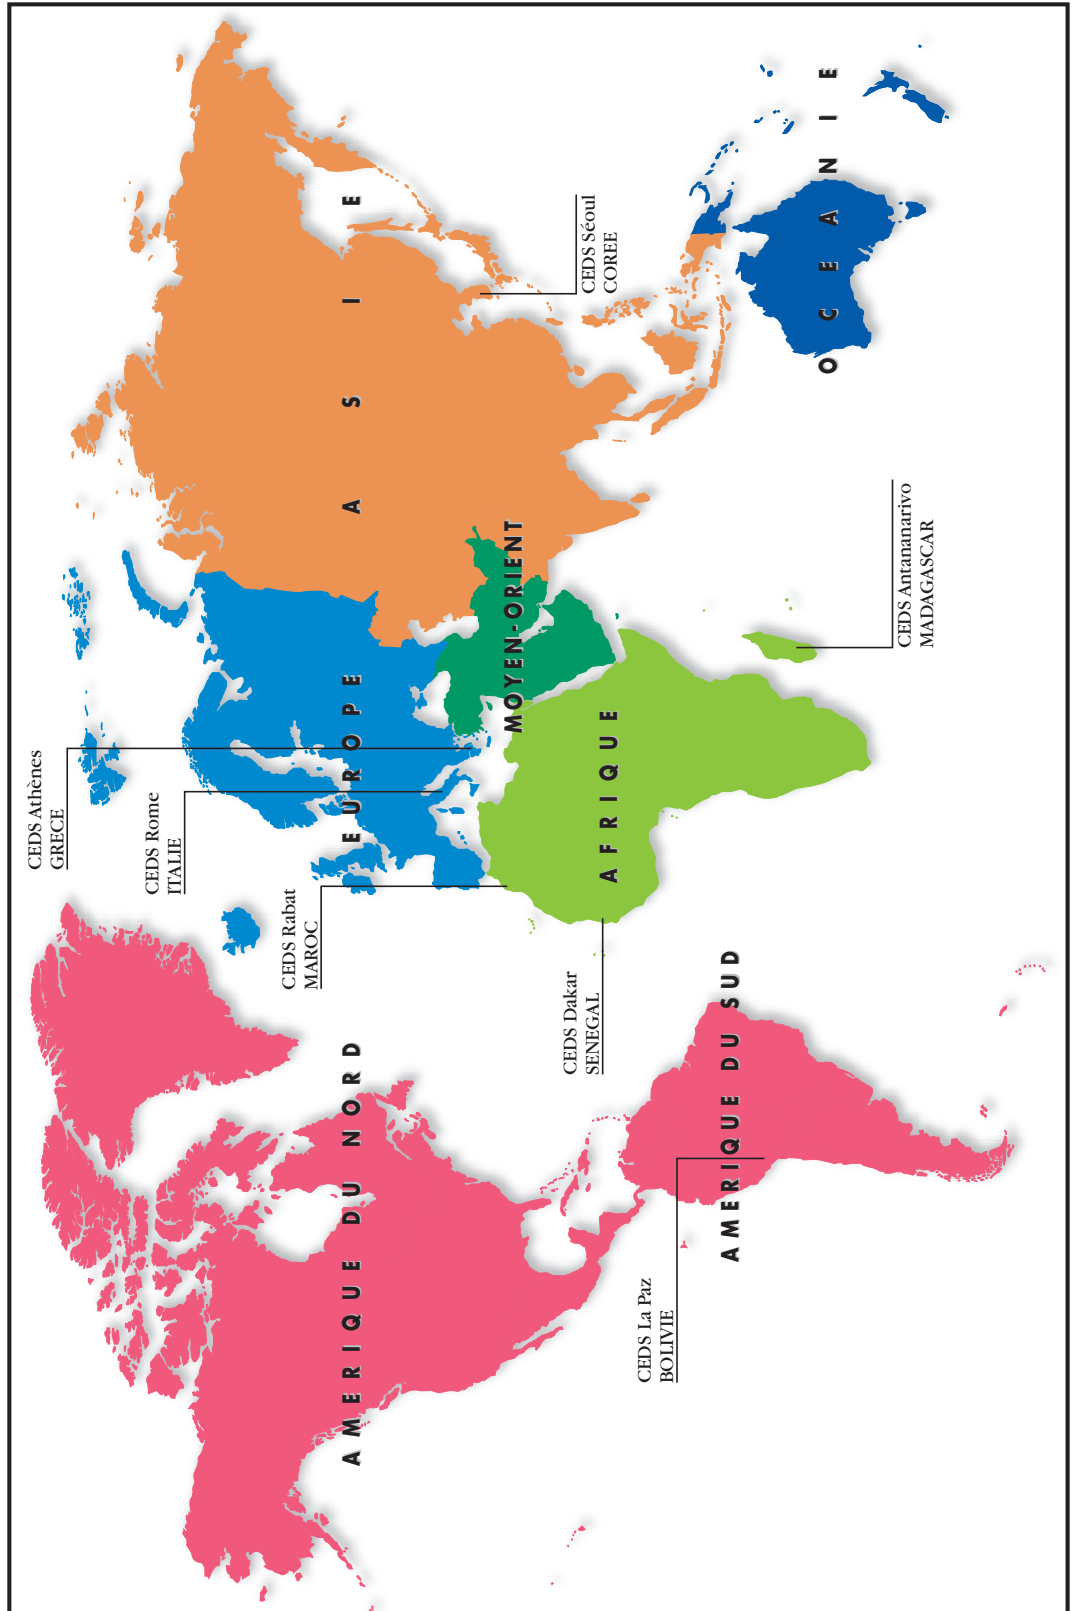 CEDS Athènes
GRECE
CEDS Rome
ITALIE
CEDS Rabat
MAROC
AMERIQUE DU NORD
EUROPE
ASIE
CEDS Séoul
COREE
MOYEN-ORIENT
CEDS Dakar
SENEGAL
AFRIQUE
CEDS La Paz
BOLIVIE
AMERIQUE DU SUD
OCEANIE
CEDS Antananarivo
MADAGASCAR